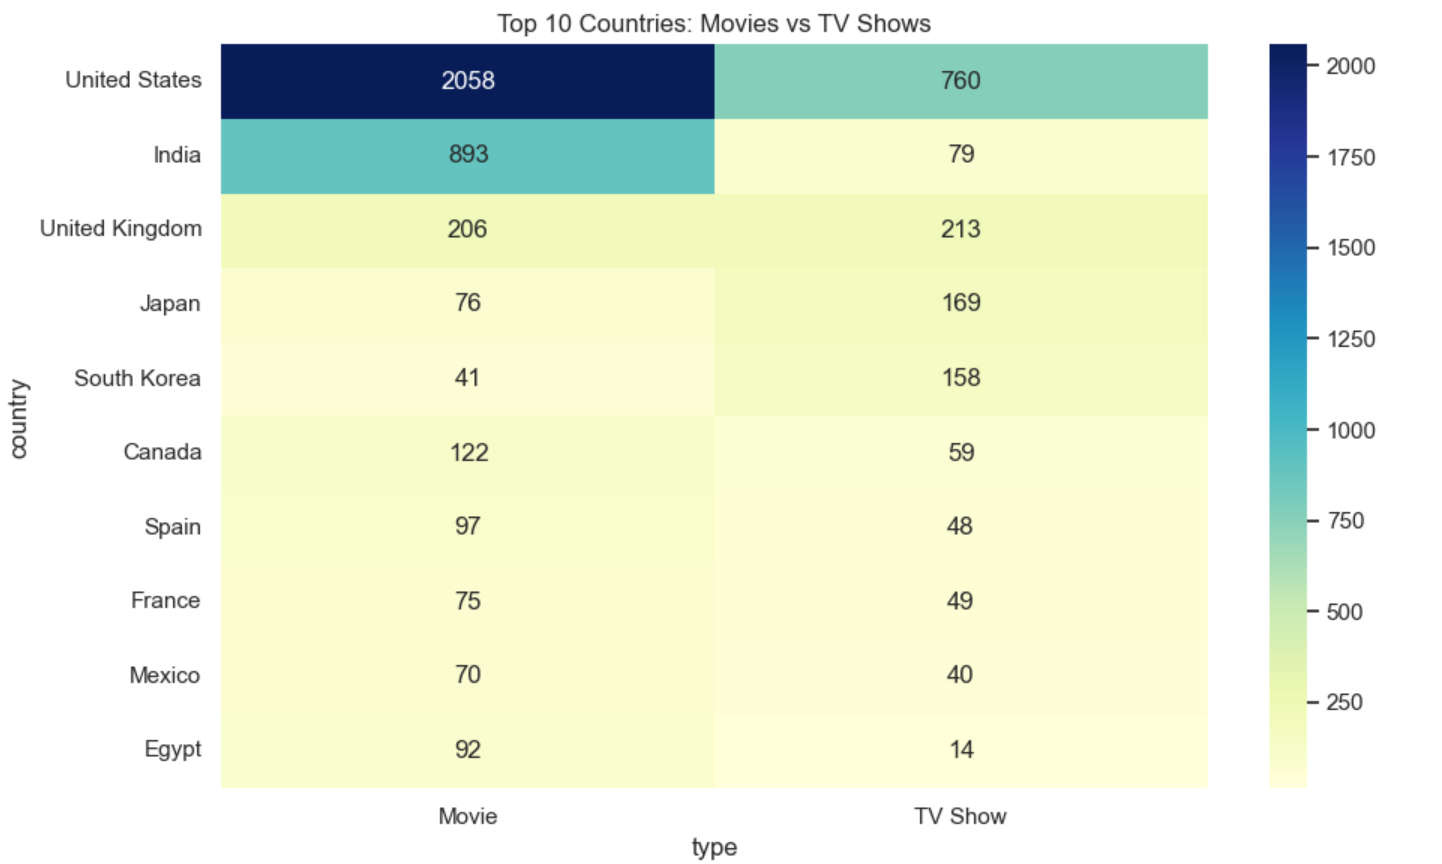 Top 10 Countries: Movies vs TV Shows
United States 2058 760
India 893 79
United Kingdom 206 213
Japan 76 169
South Korea 41 158
Canada 122 59
Spain 97 48
France 75 49
Mexico 70 40
Egypt 92 14
country
Movie TV Show
type
2000
1750
1500
1250
1000
750
500
250